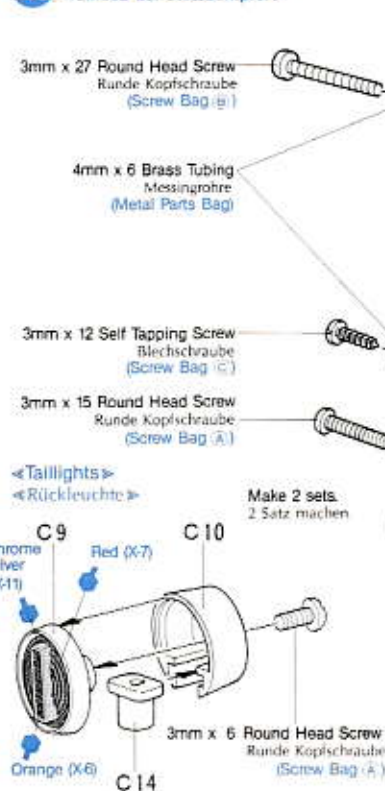 3mm x 27 Round Head Screw
Runde Kopfschraube
(Screw Bag Ⓑ)
4mm x 6 Brass Tubing
Messingrohre
(Metal Parts Bag)
3mm x 12 Self Tapping Screw
Blechschraube
(Screw Bag Ⓒ)
3mm x 15 Round Head Screw
Runde Kopfschraube
(Screw Bag Ⓐ)
≪Taillights≫
≪Rückleuchte≫
Make 2 sets.
2 Satz machen
C9
C10
Red (X-7)
3mm x 6 Round Head Screw
Runde Kopfschraube
(Screw Bag Ⓐ)
Orange (X-6)
C14